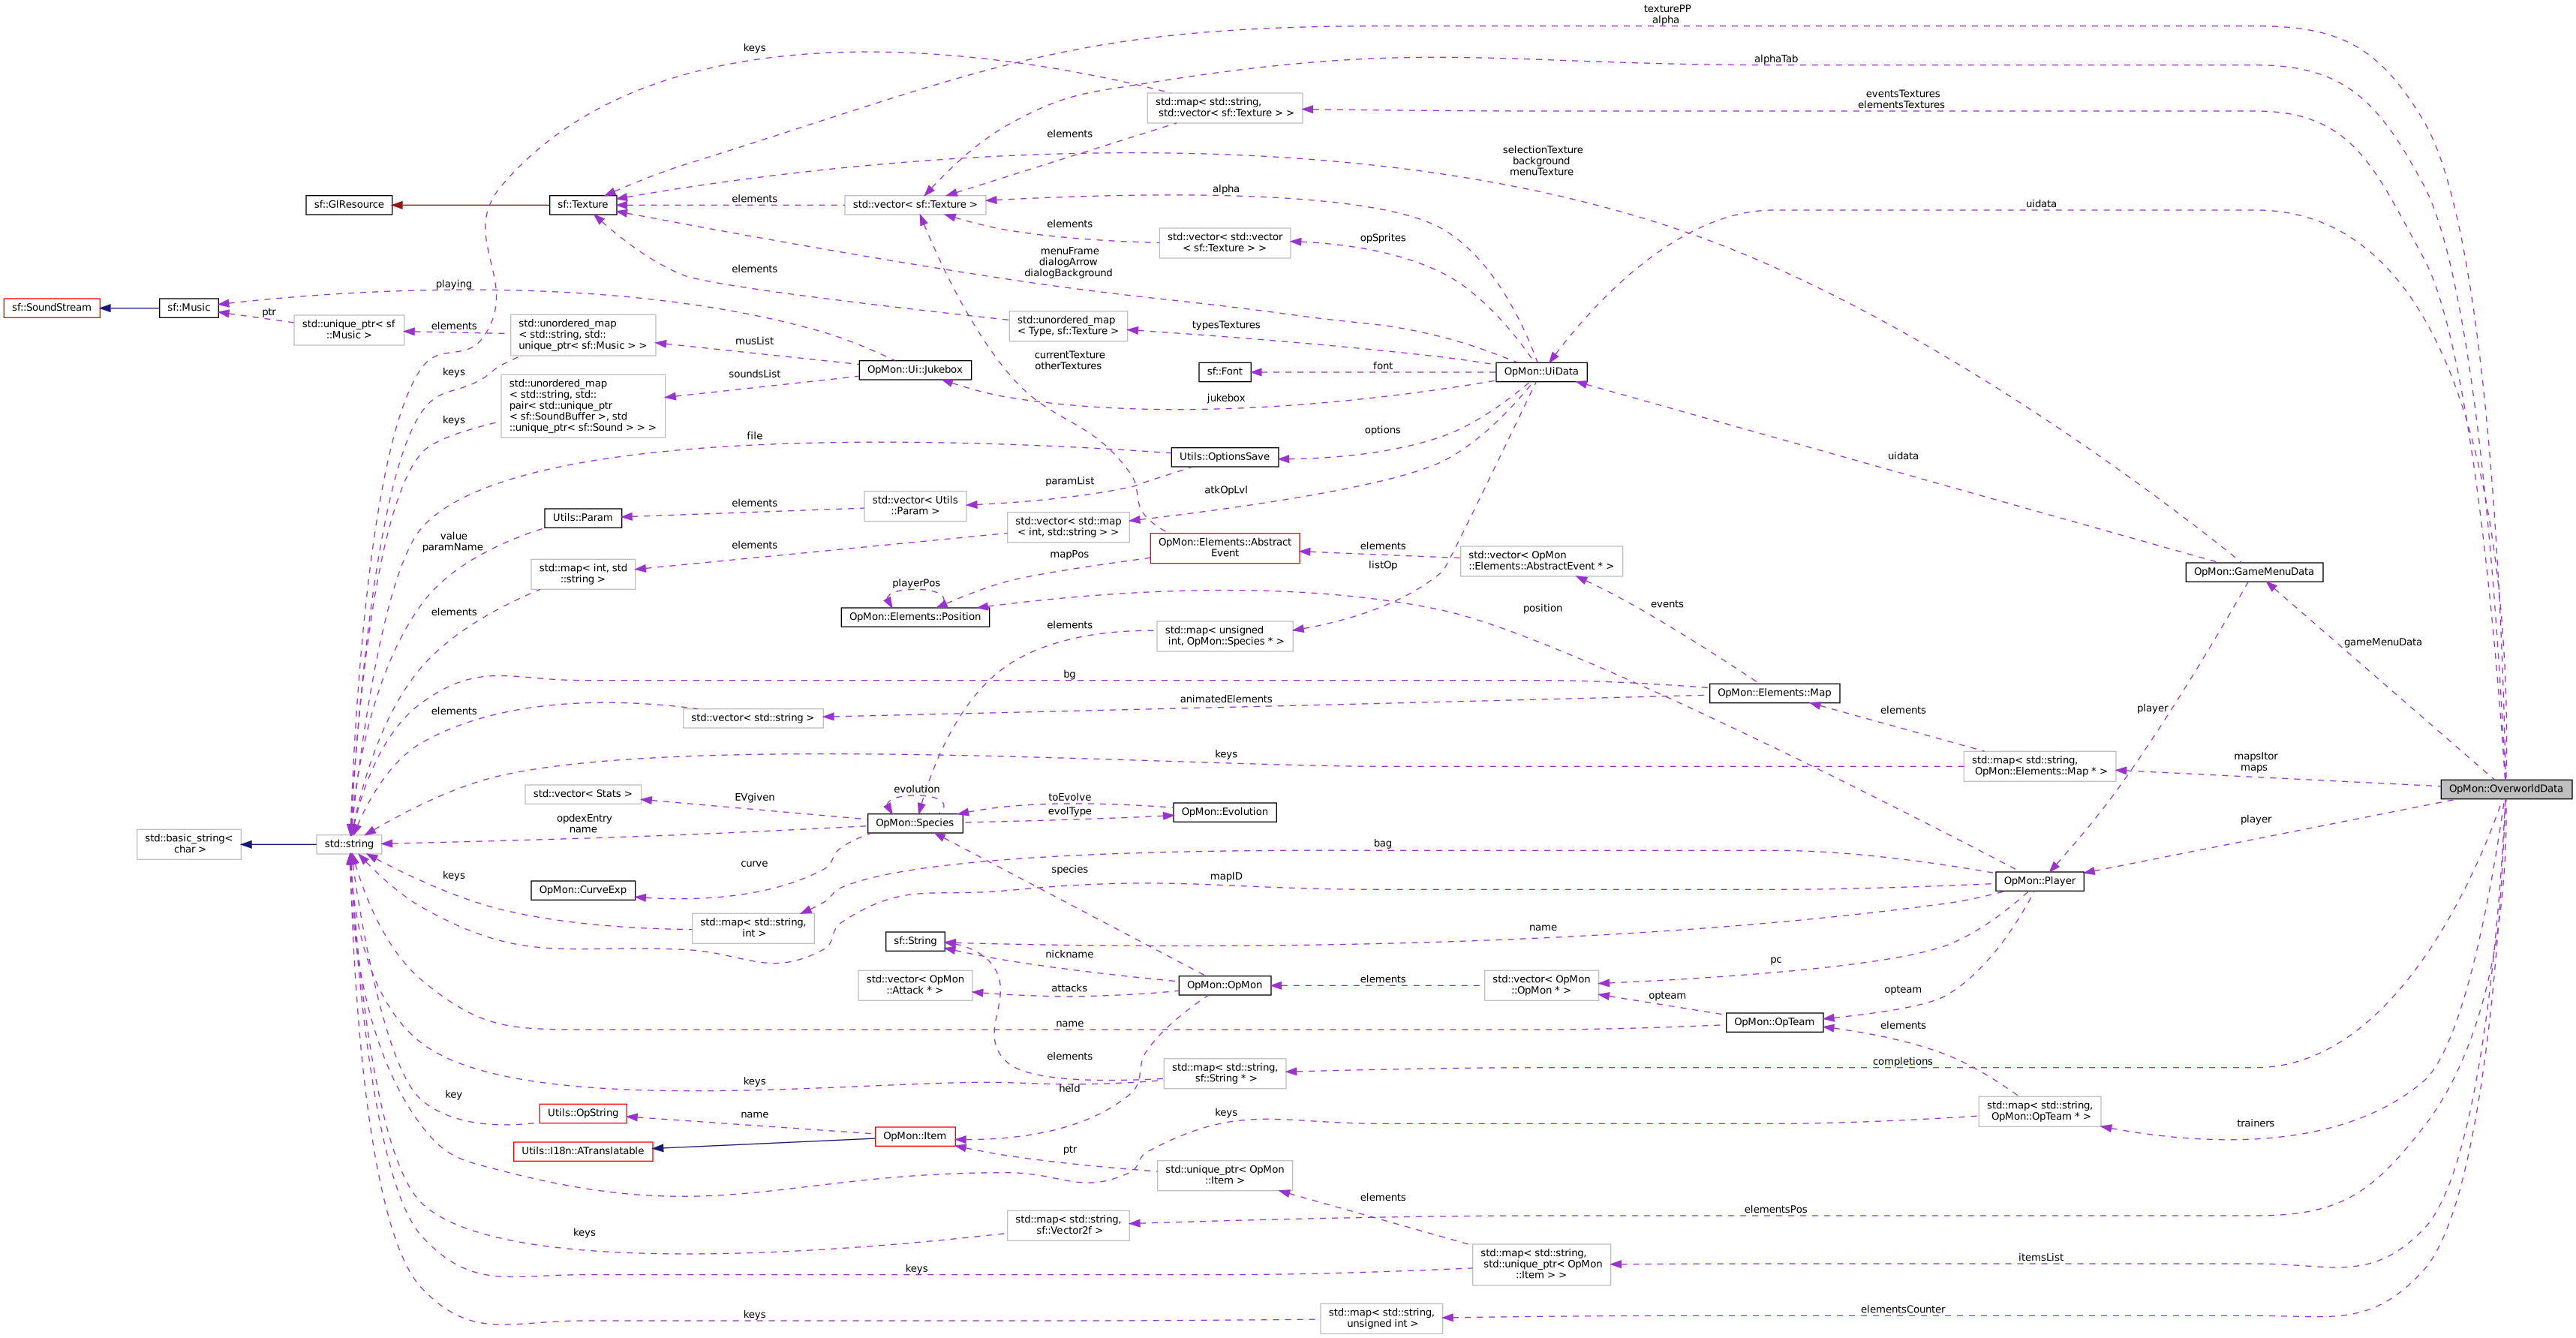 texturePP
alpha
keys
alphaTab
eventsTextures
elementsTextures
std::map< std::string,
std::vector< sf::Texture > >
elements
selectionTexture
background
menuTexture
alpha
sf::GlResource
sf::Texture
elements
std::vector< sf::Texture >
uidata
elements
std::vector< std::vector
< sf::Texture > >
opSprites
menuFrame
dialogArrow
dialogBackground
elements
playing
sf::SoundStream
sf::Music
ptr
std::unique_ptr< sf
::Music >
elements
std::unordered_map
< std::string, std::
unique_ptr< sf::Music > >
musList
std::unordered_map
< Type, sf::Texture >
typesTextures
currentTexture
otherTextures
keys
soundsList
OpMon::Ui::Jukebox
sf::Font
font
OpMon::UiData
std::unordered_map
< std::string, std::
pair< std::unique_ptr
< sf::SoundBuffer >, std
::unique_ptr< sf::Sound > > >
jukebox
keys
file
options
Utils::OptionsSave
uidata
paramList
atkOpLvl
std::vector< Utils
::Param >
elements
Utils::Param
std::vector< std::map
< int, std::string > >
value
paramName
elements
OpMon::Elements::Abstract
Event
elements
std::vector< OpMon
::Elements::AbstractEvent * >
mapPos
listOp
std::map< int, std
::string >
OpMon::GameMenuData
playerPos
elements
OpMon::Elements::Position
position
events
elements
std::map< unsigned
int, OpMon::Species * >
gameMenuData
bg
OpMon::Elements::Map
animatedElements
elements
std::vector< std::string >
player
elements
keys
mapsItor
maps
std::map< std::string,
OpMon::Elements::Map * >
OpMon::OverworldData
std::vector< Stats >
EVgiven
evolution
toEvolve
evolType
OpMon::Evolution
opdexEntry
name
OpMon::Species
player
std::basic_string<
char >
std::string
bag
curve
species
mapID
keys
OpMon::CurveExp
OpMon::Player
std::map< std::string,
int >
name
sf::String
nickname
pc
std::vector< OpMon
::Attack * >
attacks
OpMon::OpMon
elements
std::vector< OpMon
::OpMon * >
opteam
opteam
name
OpMon::OpTeam
elements
elements
completions
std::map< std::string,
sf::String * >
keys
held
key
Utils::OpString
name
keys
std::map< std::string,
OpMon::OpTeam * >
trainers
OpMon::Item
Utils::I18n::ATranslatable
ptr
std::unique_ptr< OpMon
::Item >
elements
elementsPos
std::map< std::string,
sf::Vector2f >
keys
std::map< std::string,
std::unique_ptr< OpMon
::Item > >
itemsList
keys
elementsCounter
keys
std::map< std::string,
unsigned int >